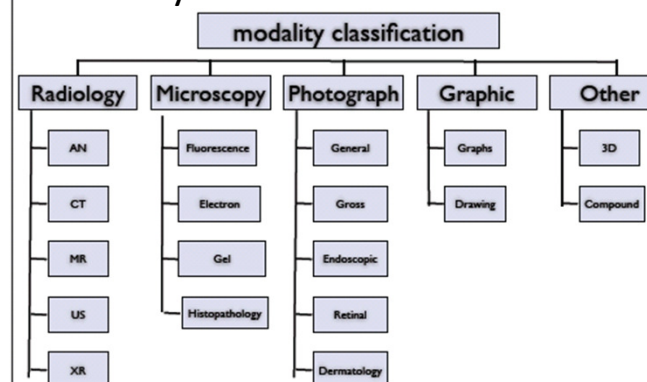 modality classification
Radiology
Microscopy
Photograph
Graphic
Other
AN
CT
MR
US
XR
Fluorescence
Electron
Gel
Histopathology
General
Gross
Endoscopic
Retinal
Dermatology
Graphs
Drawing
3D
Compound